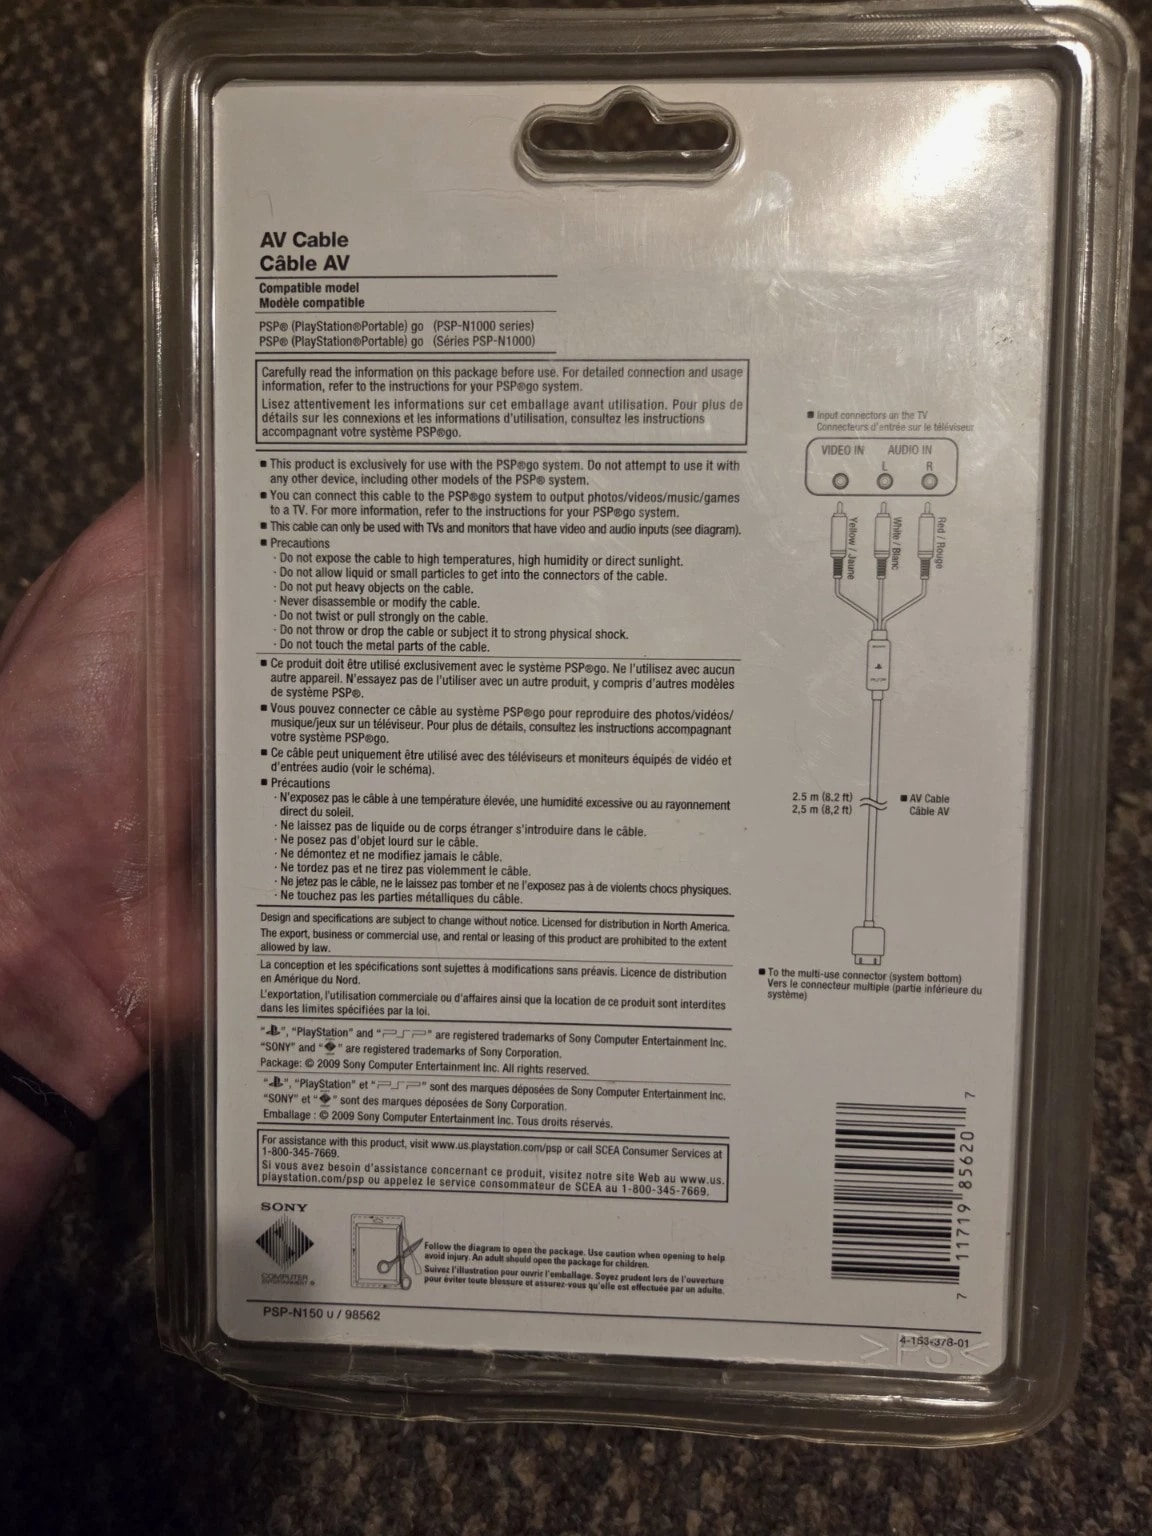 AV Cable
Câble AV
Compatible model
Modèle compatible
PSP® (PlayStation®Portable) go (PSP-N1000 series)
PSP® (PlayStation®Portable) go (Séries PSP-N1000)
Carefully read the information on this package before use. For detailed connection and usage
information, refer to the instructions for your PSP®go system.
Lisez attentivement les informations sur cet emballage avant utilisation. Pour plus de
détails sur les connexions et les informations d'utilisation, consultez les instructions
accompagnant votre système PSP®go.
■ This product is exclusively for use with the PSP®go system. Do not attempt to use it with
any other device, including other models of the PSP® system.
■ You can connect this cable to the PSP®go system to output photos/videos/music/games
to a TV. For more information, refer to the instructions for your PSP®go system.
■ This cable can only be used with TVs and monitors that have video and audio inputs (see diagram).
■ Precautions
· Do not expose the cable to high temperatures, high humidity or direct sunlight.
· Do not allow liquid or small particles to get into the connectors of the cable.
· Do not put heavy objects on the cable.
· Never disassemble or modify the cable.
· Do not twist or pull strongly on the cable.
· Do not throw or drop the cable or subject it to strong physical shock.
· Do not touch the metal parts of the cable.
■ Ce produit doit être utilisé exclusivement avec le système PSP®go. Ne l'utilisez avec aucun
autre appareil. N'essayez pas de l'utiliser avec un autre produit, y compris d'autres modèles
de système PSP®.
■ Vous pouvez connecter ce câble au système PSP®go pour reproduire des photos/vidéos/
musique/jeux sur un téléviseur. Pour plus de détails, consultez les instructions accompagnant
votre système PSP®go.
■ Ce câble peut uniquement être utilisé avec des téléviseurs et moniteurs équipés de vidéo et
d'entrées audio (voir le schéma).
■ Précautions
· N'exposez pas le câble à une température élevée, une humidité excessive ou au rayonnement
direct du soleil.
· Ne laissez pas de liquide ou de corps étranger s'introduire dans le câble.
· Ne posez pas d'objet lourd sur le câble.
· Ne démontez et ne modifiez jamais le câble.
· Ne tordez pas et ne tirez pas violemment le câble.
· Ne jetez pas le câble, ne le laissez pas tomber et ne l'exposez pas à de violents chocs physiques.
· Ne touchez pas les parties métalliques du câble.
Design and specifications are subject to change without notice. Licensed for distribution in North America.
The export, business or commercial use, and rental or leasing of this product are prohibited to the extent
allowed by law.
La conception et les spécifications sont sujettes à modifications sans préavis. Licence de distribution
en Amérique du Nord.
L'exportation, l'utilisation commerciale ou d'affaires ainsi que la location de ce produit sont interdites
dans les limites spécifiées par la loi.
" ", "PlayStation" and "PSP" are registered trademarks of Sony Computer Entertainment Inc.
"SONY" and " " are registered trademarks of Sony Corporation.
Package: © 2009 Sony Computer Entertainment Inc. All rights reserved.
" ", "PlayStation" et "PSP" sont des marques déposées de Sony Computer Entertainment Inc.
"SONY" et " " sont des marques déposées de Sony Corporation.
Emballage : © 2009 Sony Computer Entertainment Inc. Tous droits réservés.
For assistance with this product, visit www.us.playstation.com/psp or call SCEA Consumer Services at
1-800-345-7669.
Si vous avez besoin d'assistance concernant ce produit, visitez notre site Web au www.us.
playstation.com/psp ou appelez le service consommateur de SCEA au 1-800-345-7669.
SONY
COMPUTER
ENTERTAINMENT ®
Follow the diagram to open the package. Use caution when opening to help
avoid injury. An adult should open the package for children.
Suivez l'illustration pour ouvrir l'emballage. Soyez prudent lors de l'ouverture
pour éviter toute blessure et assurez-vous qu'elle est effectuée par un adulte.
PSP-N150 U / 98562
■ Input connectors on the TV
Connecteurs d'entrée sur le téléviseur
VIDEO IN AUDIO IN
L R
Yellow / Jaune
White / Blanc
Red / Rouge
2.5 m (8.2 ft)
2,5 m (8,2 ft)
■ AV Cable
Câble AV
■ To the multi-use connector (system bottom)
Vers le connecteur multiple (partie inférieure du
système)
7 11719 85620 7
4-153-378-01
>PS<